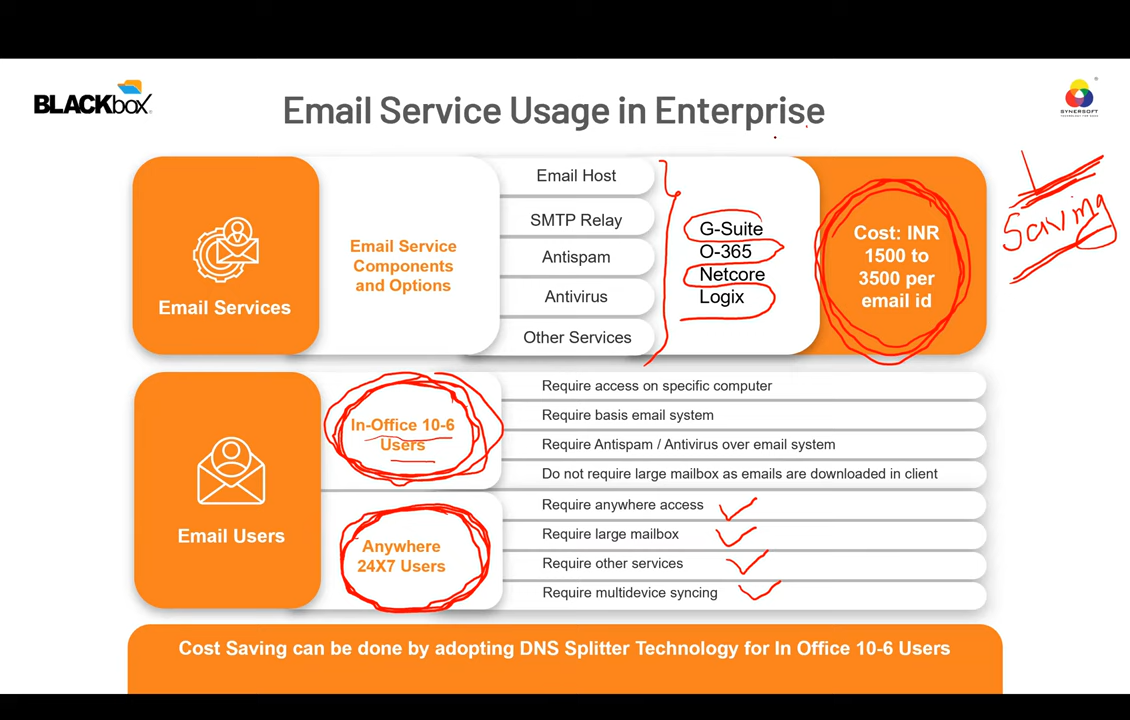 BLACKbox
Email Service Usage in Enterprise
SYNERSOFT
Email Services
Email Service
Components
and Options
Email Host
SMTP Relay
Antispam
Antivirus
Other Services
G-Suite
O-365
Netcore
Logix
Cost: INR
1500 to
3500 per
email id
Saving
Email Users
In-Office 10-6
Users
Require access on specific computer
Require basis email system
Require Antispam / Antivirus over email system
Do not require large mailbox as emails are downloaded in client
Anywhere
24X7 Users
Require anywhere access
Require large mailbox
Require other services
Require multidevice syncing
Cost Saving can be done by adopting DNS Splitter Technology for In Office 10-6 Users